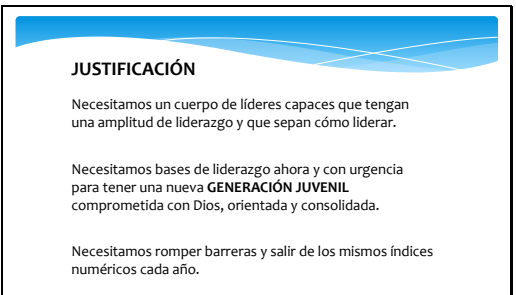 JUSTIFICACIÓN
Necesitamos un cuerpo de líderes capaces que tengan
una amplitud de liderazgo y que sepan cómo liderar.
Necesitamos bases de liderazgo ahora y con urgencia
para tener una nueva GENERACIÓN JUVENIL
comprometida con Dios, orientada y consolidada.
Necesitamos romper barreras y salir de los mismos índices
numéricos cada año.